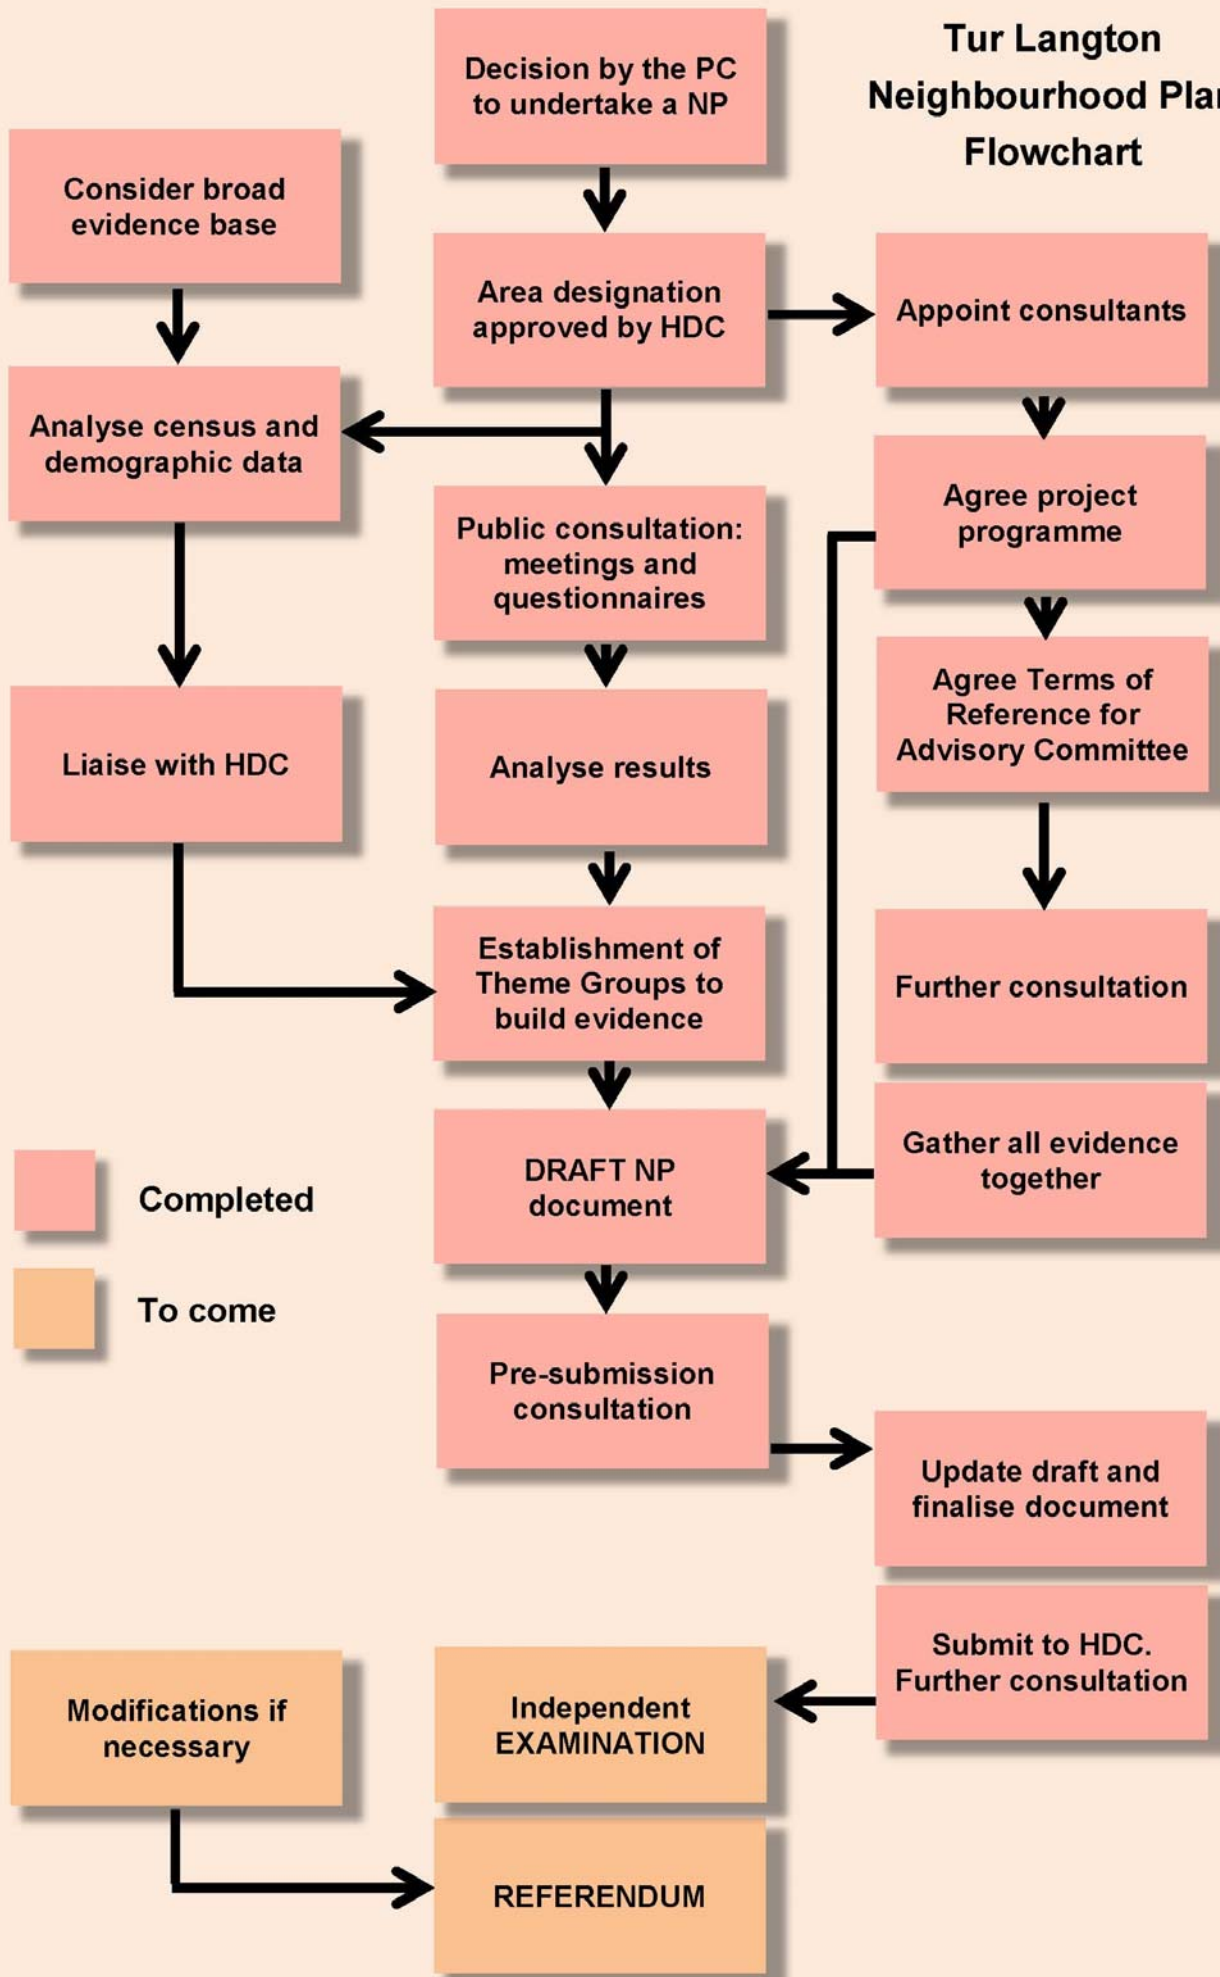 Tur Langton
Neighbourhood Plan
Flowchart
Decision by the PC
to undertake a NP
Consider broad
evidence base
Area designation
approved by HDC
Appoint consultants
Analyse census and
demographic data
Public consultation:
meetings and
questionnaires
Agree project
programme
Liaise with HDC
Analyse results
Agree Terms of
Reference for
Advisory Committee
Establishment of
Theme Groups to
build evidence
Further consultation
DRAFT NP
document
Gather all evidence
together
Completed
To come
Pre-submission
consultation
Update draft and
finalise document
Submit to HDC.
Further consultation
Modifications if
necessary
Independent
EXAMINATION
REFERENDUM